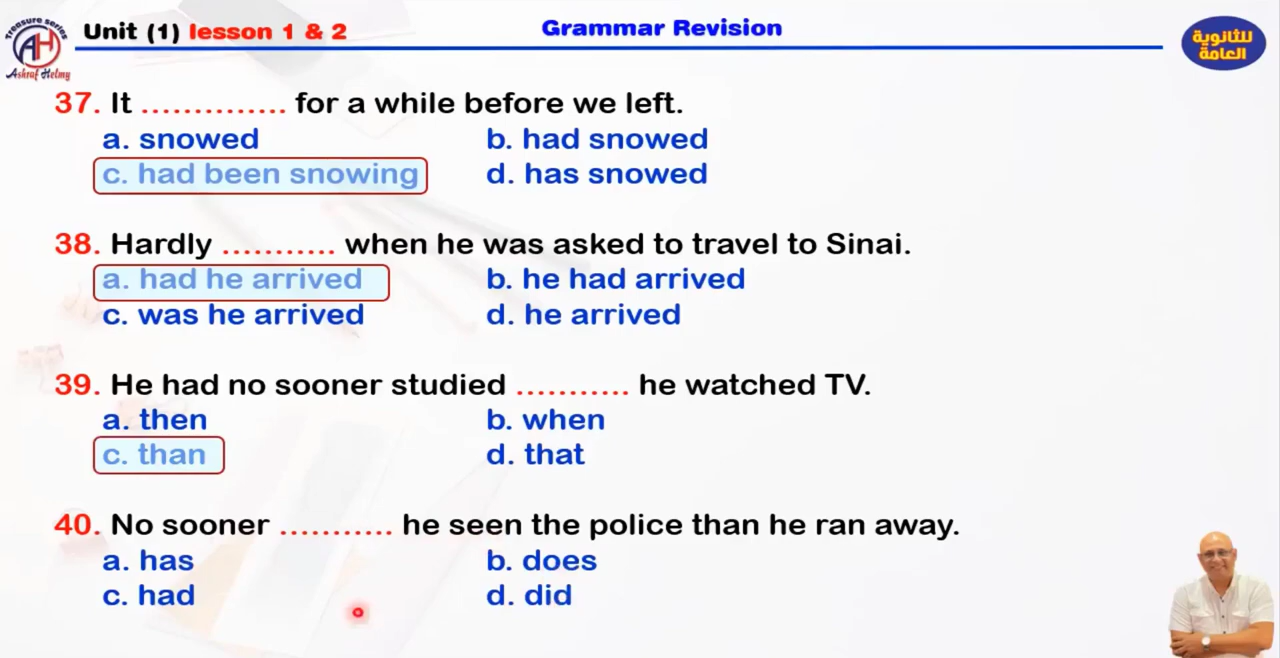 Treasure series
AH
Ashraf Helmy
Unit (1) lesson 1 & 2
Grammar Revision
للثانوية
العامة
37. It .............. for a while before we left.
a. snowed b. had snowed
c. had been snowing d. has snowed
38. Hardly ........... when he was asked to travel to Sinai.
a. had he arrived b. he had arrived
c. was he arrived d. he arrived
39. He had no sooner studied ........... he watched TV.
a. then b. when
c. than d. that
40. No sooner ........... he seen the police than he ran away.
a. has b. does
c. had d. did